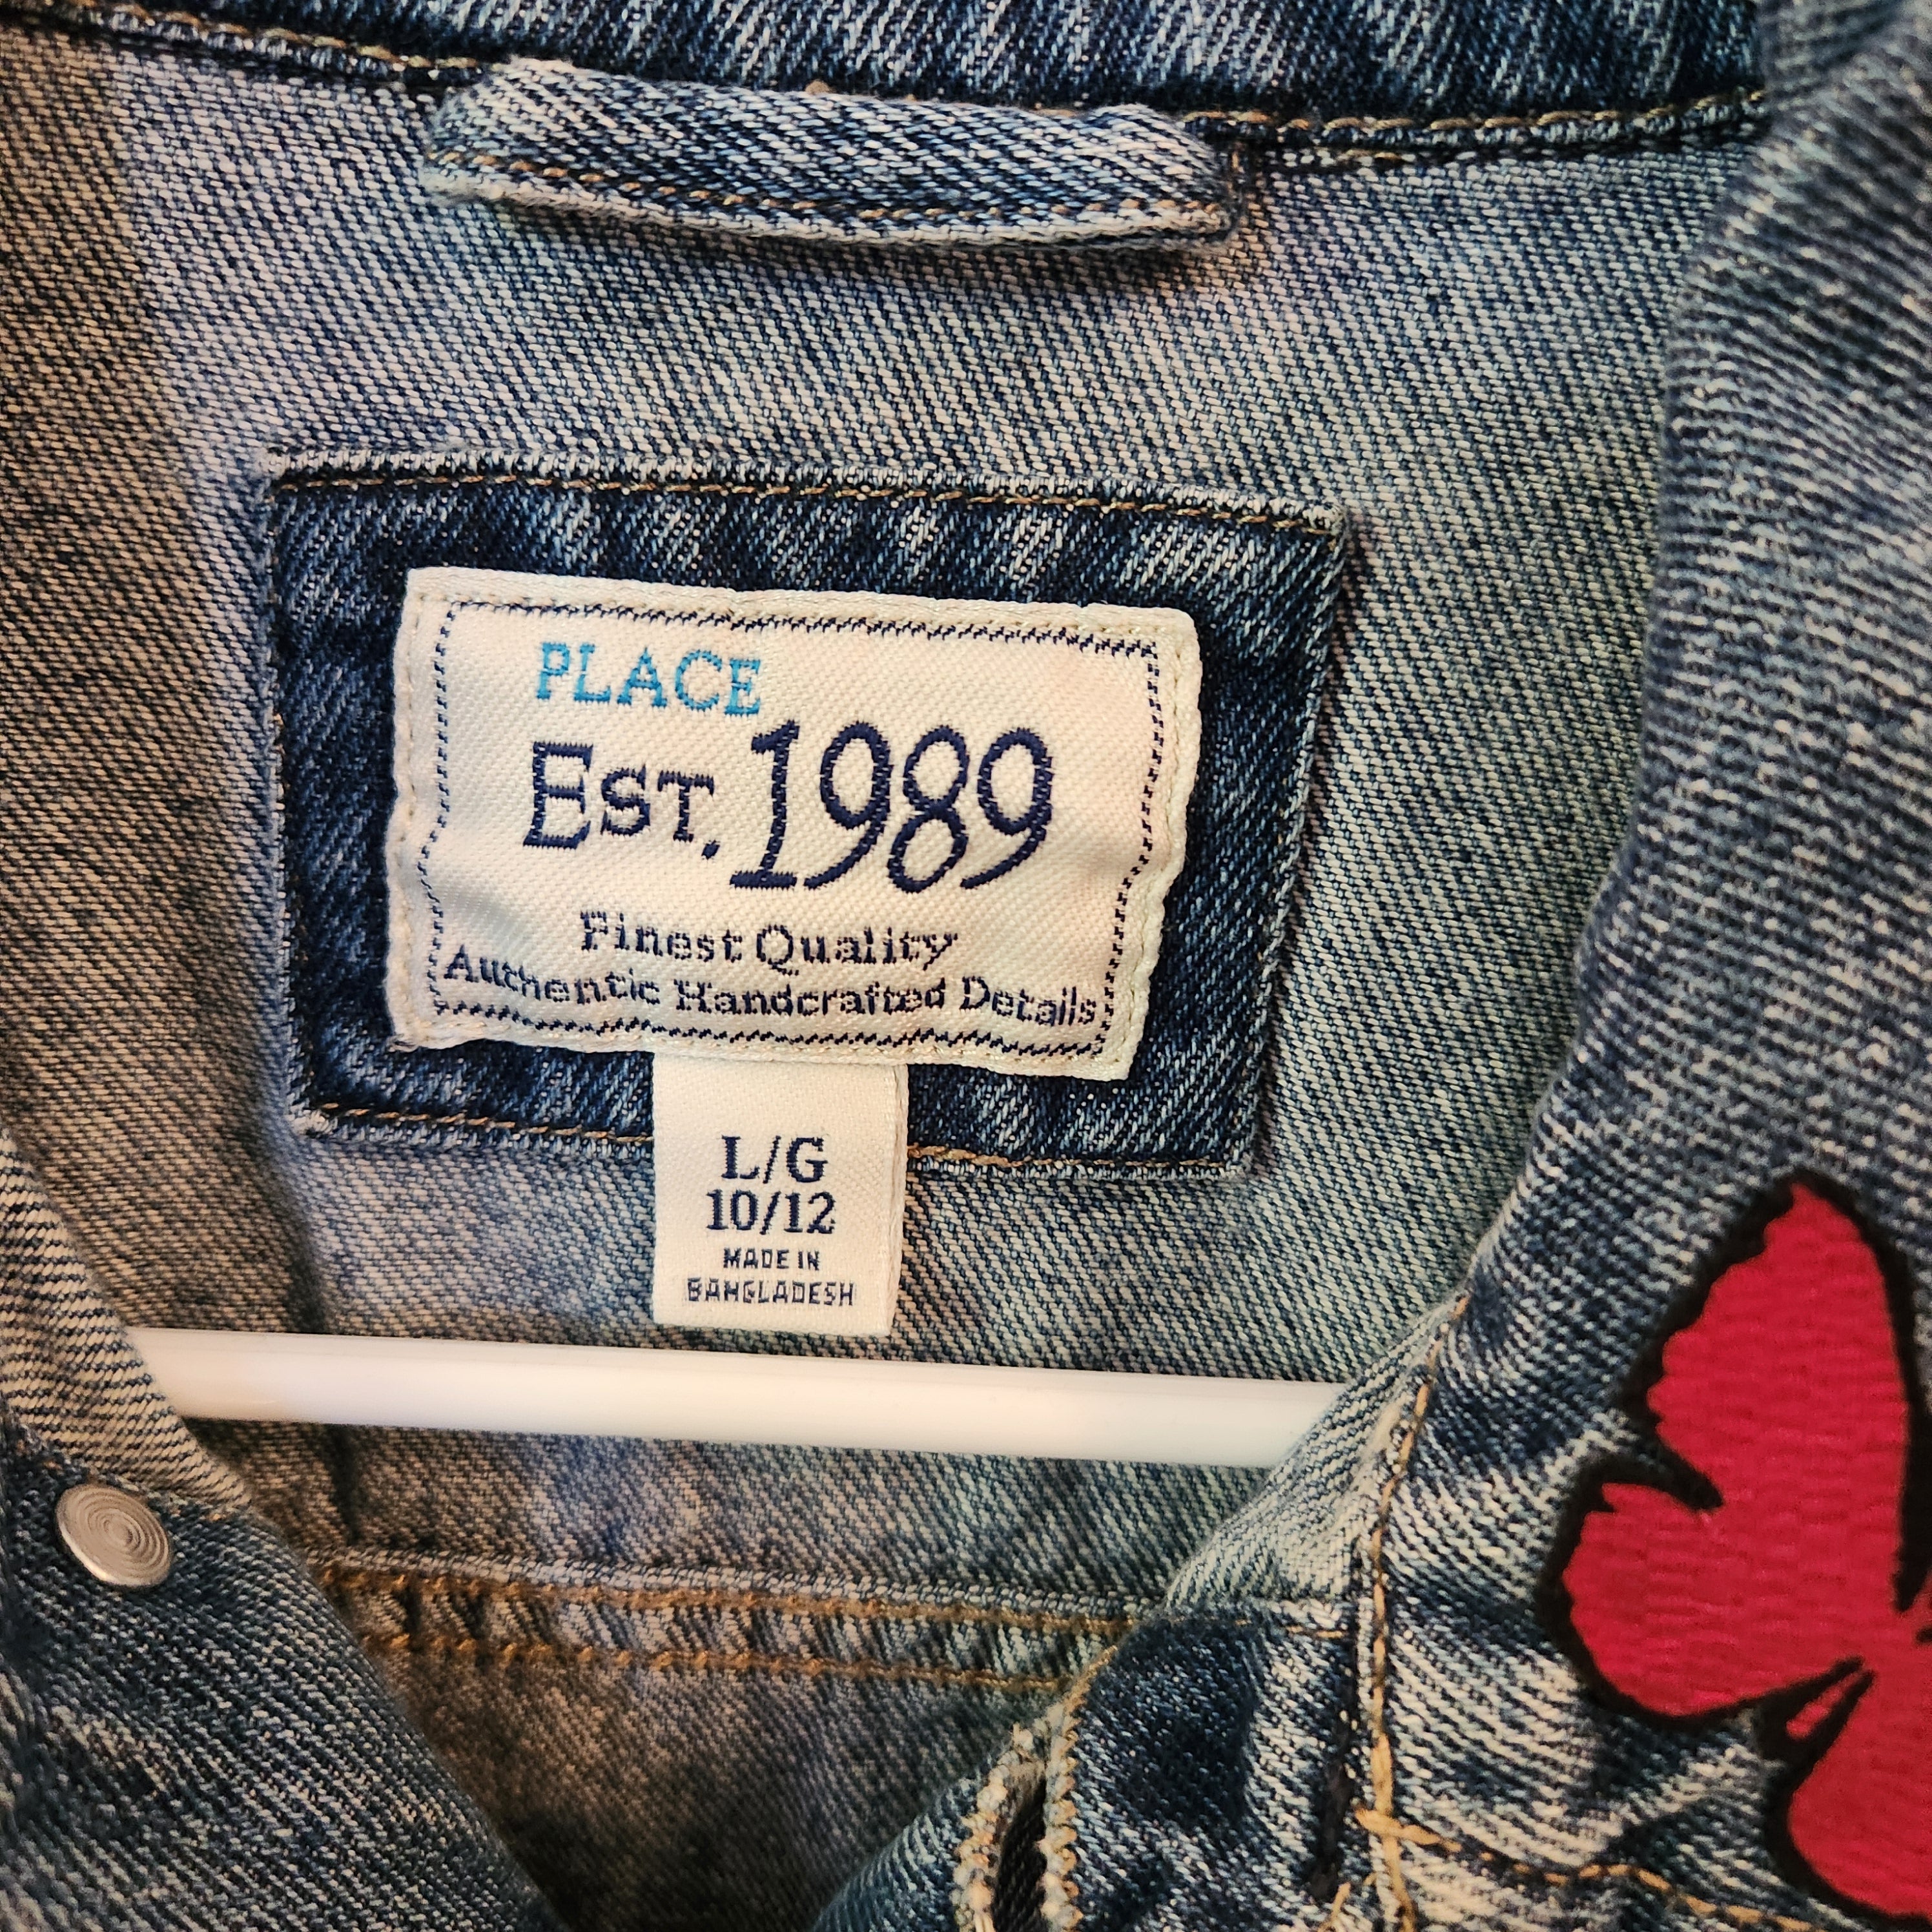 PLACE
EST. 1989
Finest Quality
Authentic Handcrafted Details
L/G
10/12
MADE IN
BANGLADESH